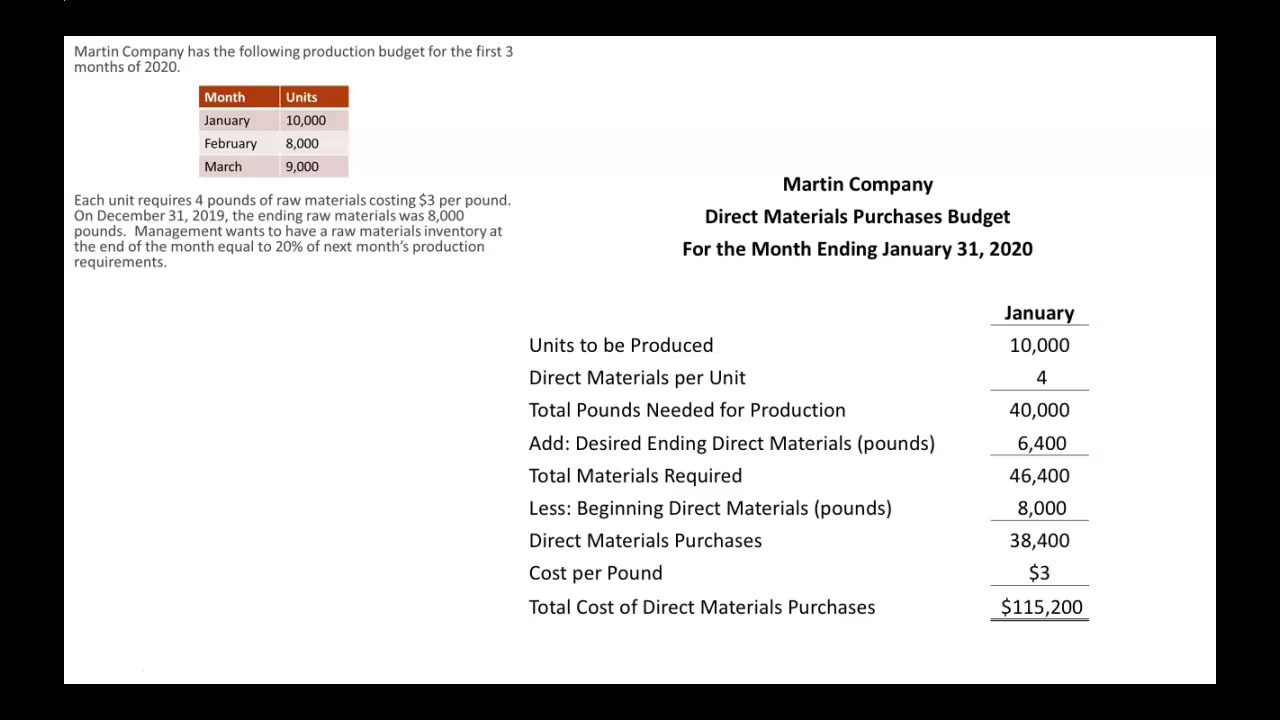 Martin Company has the following production budget for the first 3
months of 2020.
Month Units
January 10,000
February 8,000
March 9,000
Each unit requires 4 pounds of raw materials costing $3 per pound.
On December 31, 2019, the ending raw materials was 8,000
pounds.  Management wants to have a raw materials inventory at
the end of the month equal to 20% of next month's production
requirements.
Martin Company
Direct Materials Purchases Budget
For the Month Ending January 31, 2020
January
Units to be Produced 10,000
Direct Materials per Unit 4
Total Pounds Needed for Production 40,000
Add: Desired Ending Direct Materials (pounds) 6,400
Total Materials Required 46,400
Less: Beginning Direct Materials (pounds) 8,000
Direct Materials Purchases 38,400
Cost per Pound $3
Total Cost of Direct Materials Purchases $115,200